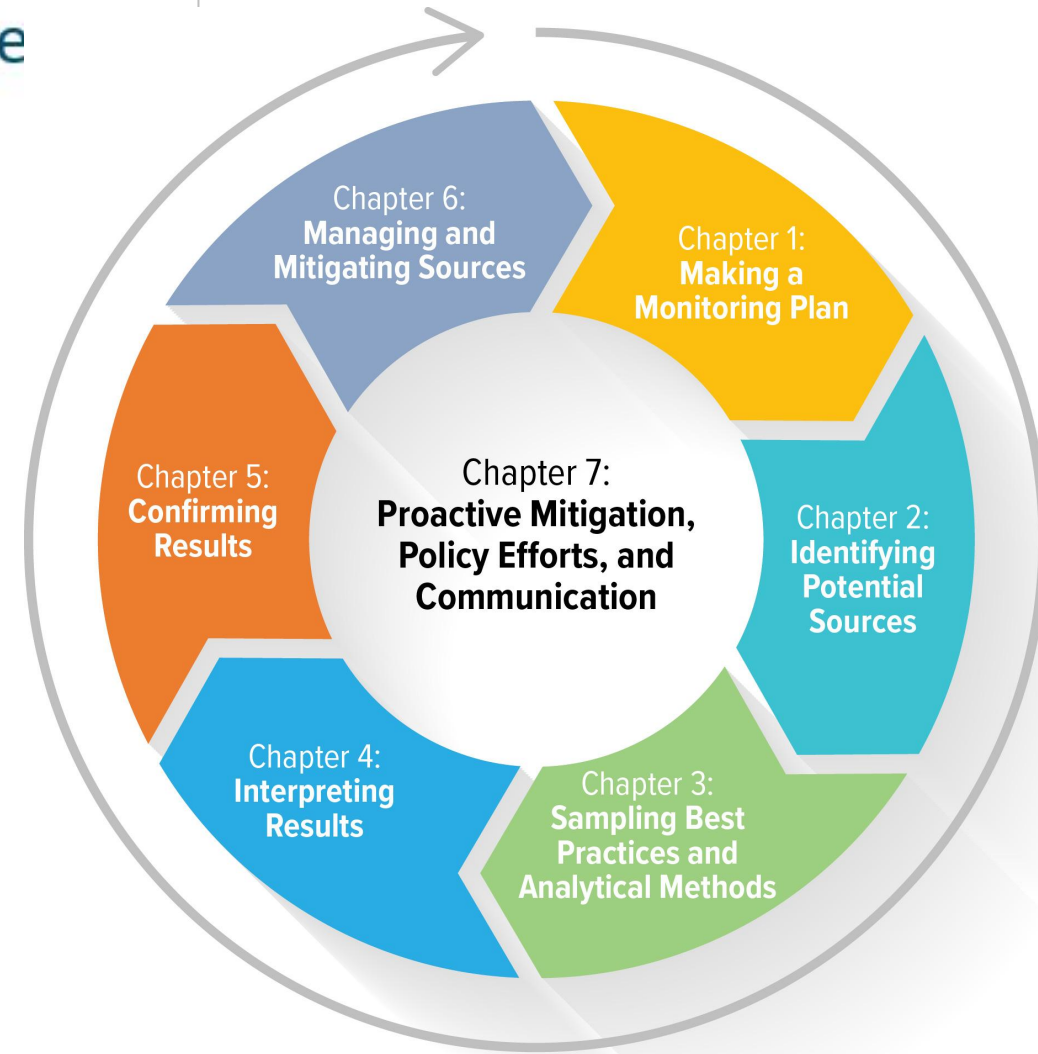 e
Chapter 1:
Making a
Monitoring Plan
Chapter 2:
Identifying
Potential
Sources
Chapter 3:
Sampling Best
Practices and
Analytical Methods
Chapter 4:
Interpreting
Results
Chapter 5:
Confirming
Results
Chapter 6:
Managing and
Mitigating Sources
Chapter 7:
Proactive Mitigation,
Policy Efforts, and
Communication